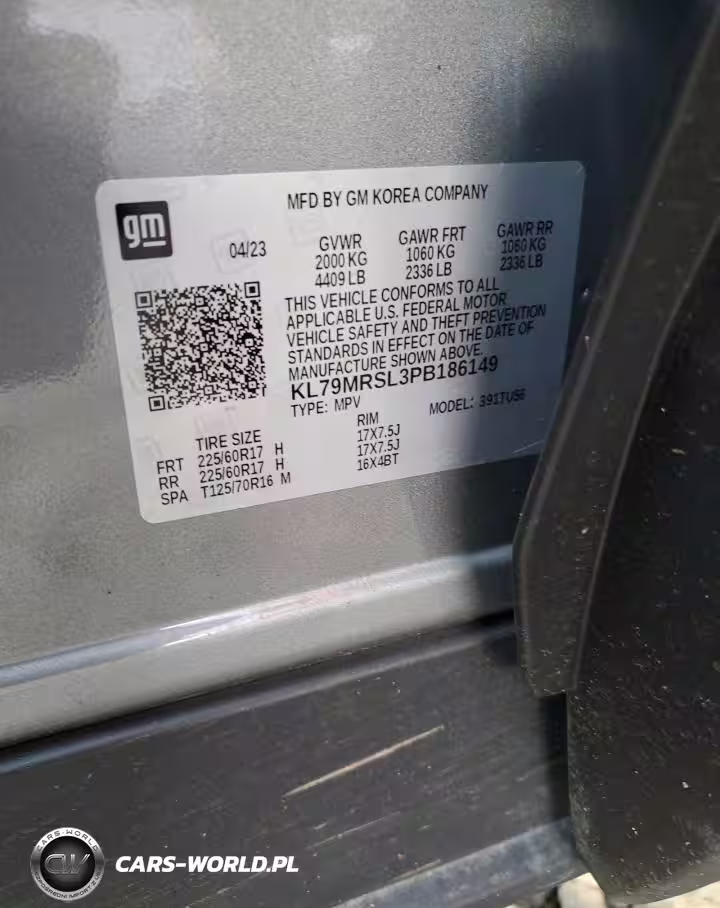 gm
MFD BY GM KOREA COMPANY
04/23
GVWR GAWR FRT GAWR RR
2000 KG 1060 KG 1060 KG
4409 LB 2336 LB 2336 LB
THIS VEHICLE CONFORMS TO ALL
APPLICABLE U.S. FEDERAL MOTOR
VEHICLE SAFETY AND THEFT PREVENTION
STANDARDS IN EFFECT ON THE DATE OF
MANUFACTURE SHOWN ABOVE.
KL79MRSL3PB186149
TYPE: MPV MODEL: 391TU56
TIRE SIZE RIM
FRT 225/60R17 H 17X7.5J
RR 225/60R17 H 17X7.5J
SPA T125/70R16 M 16X4BT
CARS-WORLD
CW
CARS-WORLD.PL